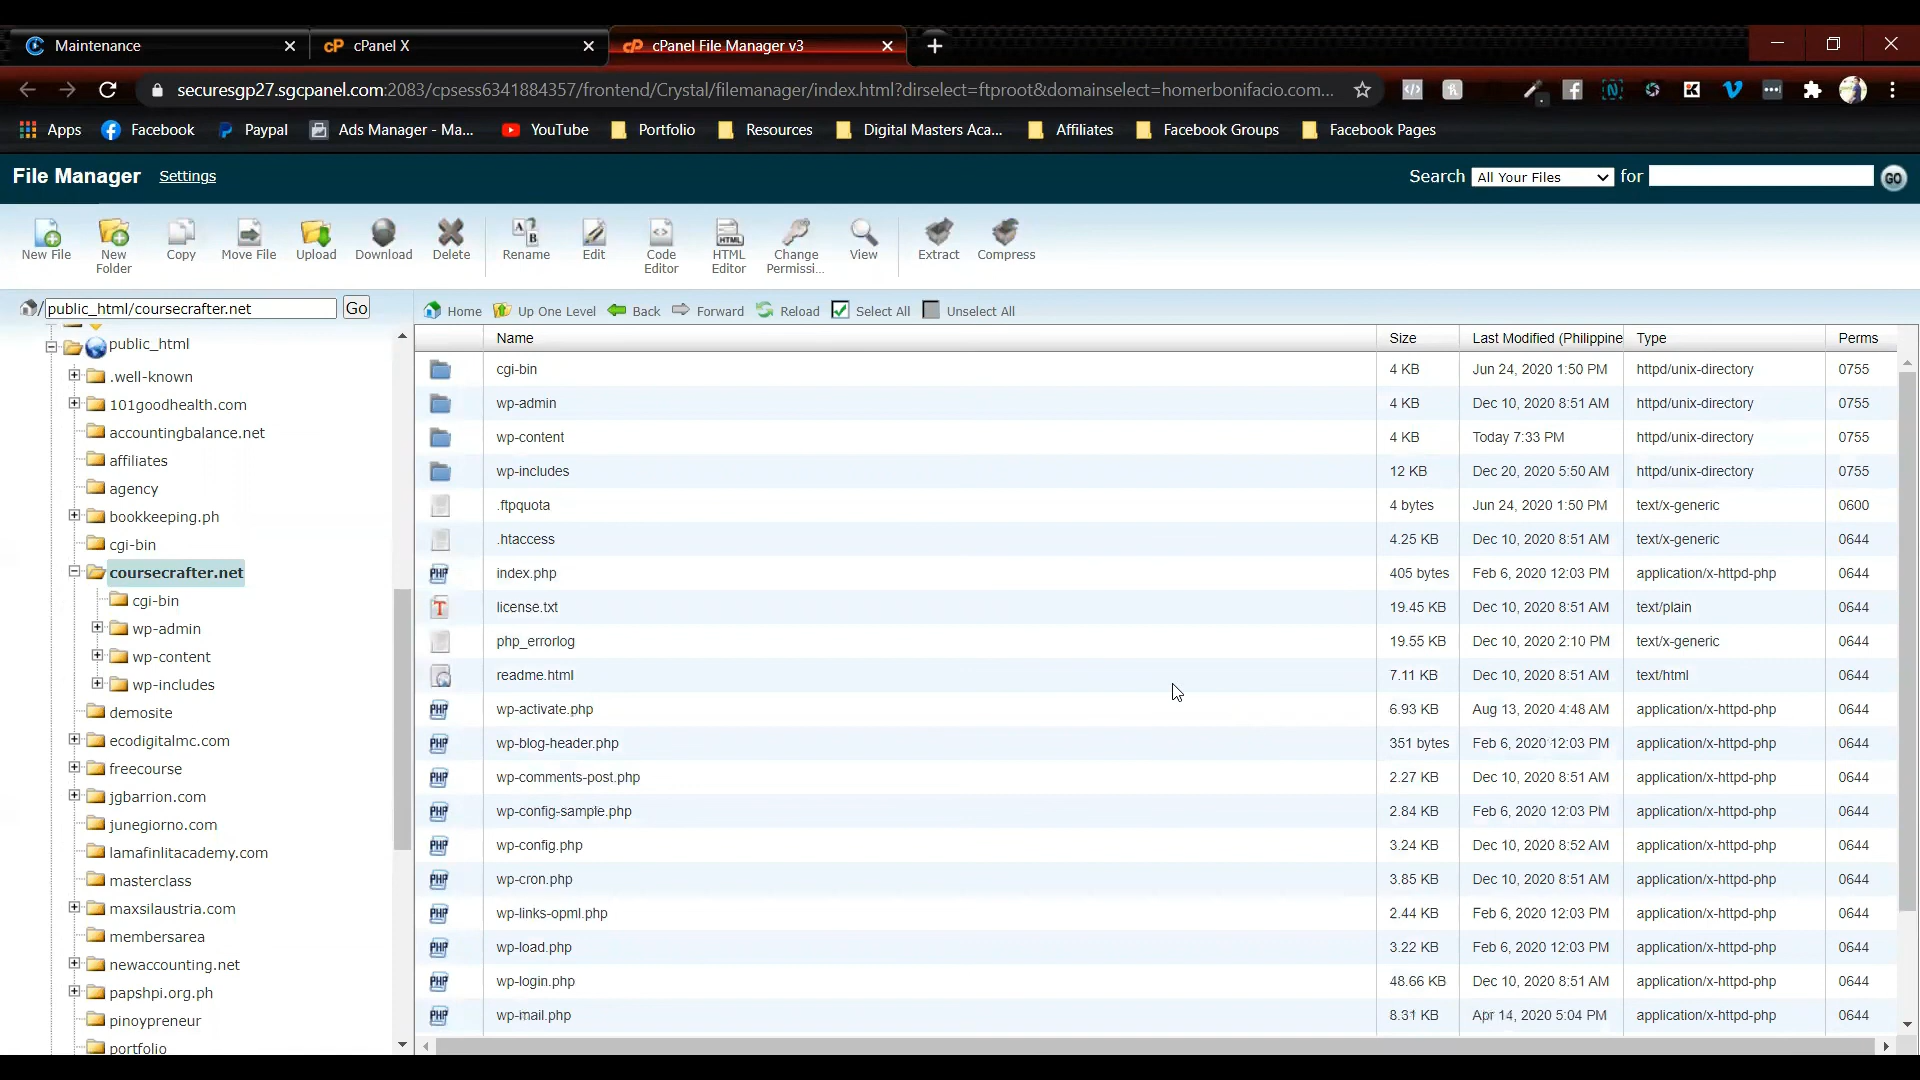 Maintenance
cPanel X
cPanel File Manager v3
securesgp27.sgcpanel.com:2083/cpsess6341884357/frontend/Crystal/filemanager/index.html?dirselect=ftproot&domainselect=homerbonifacio.com...
Apps Facebook Paypal Ads Manager - Ma... YouTube Portfolio Resources Digital Masters Aca... Affiliates Facebook Groups Facebook Pages
File Manager Settings Search All Your Files for GO
New File
New Folder
Copy
Move File
Upload
Download
Delete
Rename
Edit
Code Editor
HTML Editor
Change Permissi...
View
Extract
Compress
/ public_html/coursecrafter.net Go
public_html
.well-known
101goodhealth.com
accountingbalance.net
affiliates
agency
bookkeeping.ph
cgi-bin
coursecrafter.net
cgi-bin
wp-admin
wp-content
wp-includes
demosite
ecodigitalmc.com
freecourse
jgbarrion.com
junegiorno.com
lamafinlitacademy.com
masterclass
maxsilaustria.com
membersarea
newaccounting.net
papshpi.org.ph
pinoypreneur
portfolio
Home Up One Level Back Forward Reload Select All Unselect All
Name Size Last Modified (Philippine Type Perms
cgi-bin 4 KB Jun 24, 2020 1:50 PM httpd/unix-directory 0755
wp-admin 4 KB Dec 10, 2020 8:51 AM httpd/unix-directory 0755
wp-content 4 KB Today 7:33 PM httpd/unix-directory 0755
wp-includes 12 KB Dec 20, 2020 5:50 AM httpd/unix-directory 0755
.ftpquota 4 bytes Jun 24, 2020 1:50 PM text/x-generic 0600
.htaccess 4.25 KB Dec 10, 2020 8:51 AM text/x-generic 0644
index.php 405 bytes Feb 6, 2020 12:03 PM application/x-httpd-php 0644
license.txt 19.45 KB Dec 10, 2020 8:51 AM text/plain 0644
php_errorlog 19.55 KB Dec 10, 2020 2:10 PM text/x-generic 0644
readme.html 7.11 KB Dec 10, 2020 8:51 AM text/html 0644
wp-activate.php 6.93 KB Aug 13, 2020 4:48 AM application/x-httpd-php 0644
wp-blog-header.php 351 bytes Feb 6, 2020 12:03 PM application/x-httpd-php 0644
wp-comments-post.php 2.27 KB Dec 10, 2020 8:51 AM application/x-httpd-php 0644
wp-config-sample.php 2.84 KB Feb 6, 2020 12:03 PM application/x-httpd-php 0644
wp-config.php 3.24 KB Dec 10, 2020 8:52 AM application/x-httpd-php 0644
wp-cron.php 3.85 KB Dec 10, 2020 8:51 AM application/x-httpd-php 0644
wp-links-opml.php 2.44 KB Feb 6, 2020 12:03 PM application/x-httpd-php 0644
wp-load.php 3.22 KB Feb 6, 2020 12:03 PM application/x-httpd-php 0644
wp-login.php 48.66 KB Dec 10, 2020 8:51 AM application/x-httpd-php 0644
wp-mail.php 8.31 KB Apr 14, 2020 5:04 PM application/x-httpd-php 0644